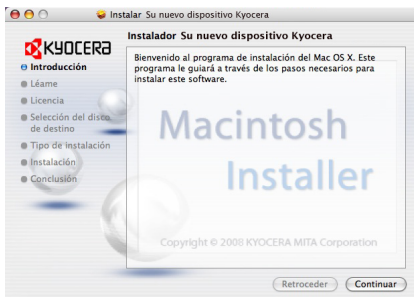 Instalar Su nuevo dispositivo Kyocera
KYOCERA
Instalador Su nuevo dispositivo Kyocera
Introducción
Léame
Licencia
Selección del disco
de destino
Tipo de instalación
Instalación
Conclusión
Bienvenido al programa de instalación del Mac OS X. Este
programa le guiará a través de los pasos necesarios para
instalar este software.
Macintosh
Installer
Copyright © 2008 KYOCERA MITA Corporation
Retroceder
Continuar